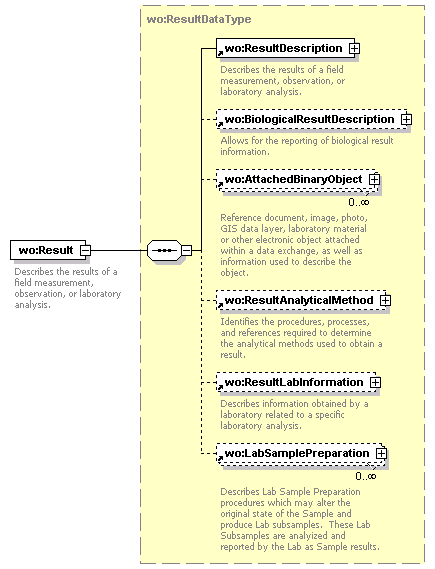 wo:ResultDataType
wo:ResultDescription
Describes the results of a field
measurement, observation, or
laboratory analysis.
wo:BiologicalResultDescription
Allows for the reporting of biological result
information.
wo:AttachedBinaryObject
0..∞
Reference document, image, photo,
GIS data layer, laboratory material
or other electronic object attached
within a data exchange, as well as
information used to describe the
object.
wo:Result
Describes the results of a
field measurement,
observation, or laboratory
analysis.
wo:ResultAnalyticalMethod
Identifies the procedures, processes,
and references required to determine
the analytical methods used to obtain a
result.
wo:ResultLabInformation
Describes information obtained by a
laboratory related to a specific
laboratory analysis.
wo:LabSamplePreparation
0..∞
Describes Lab Sample Preparation
procedures which may alter the
original state of the Sample and
produce Lab subsamples. These Lab
Subsamples are analyized and
reported by the Lab as Sample results.